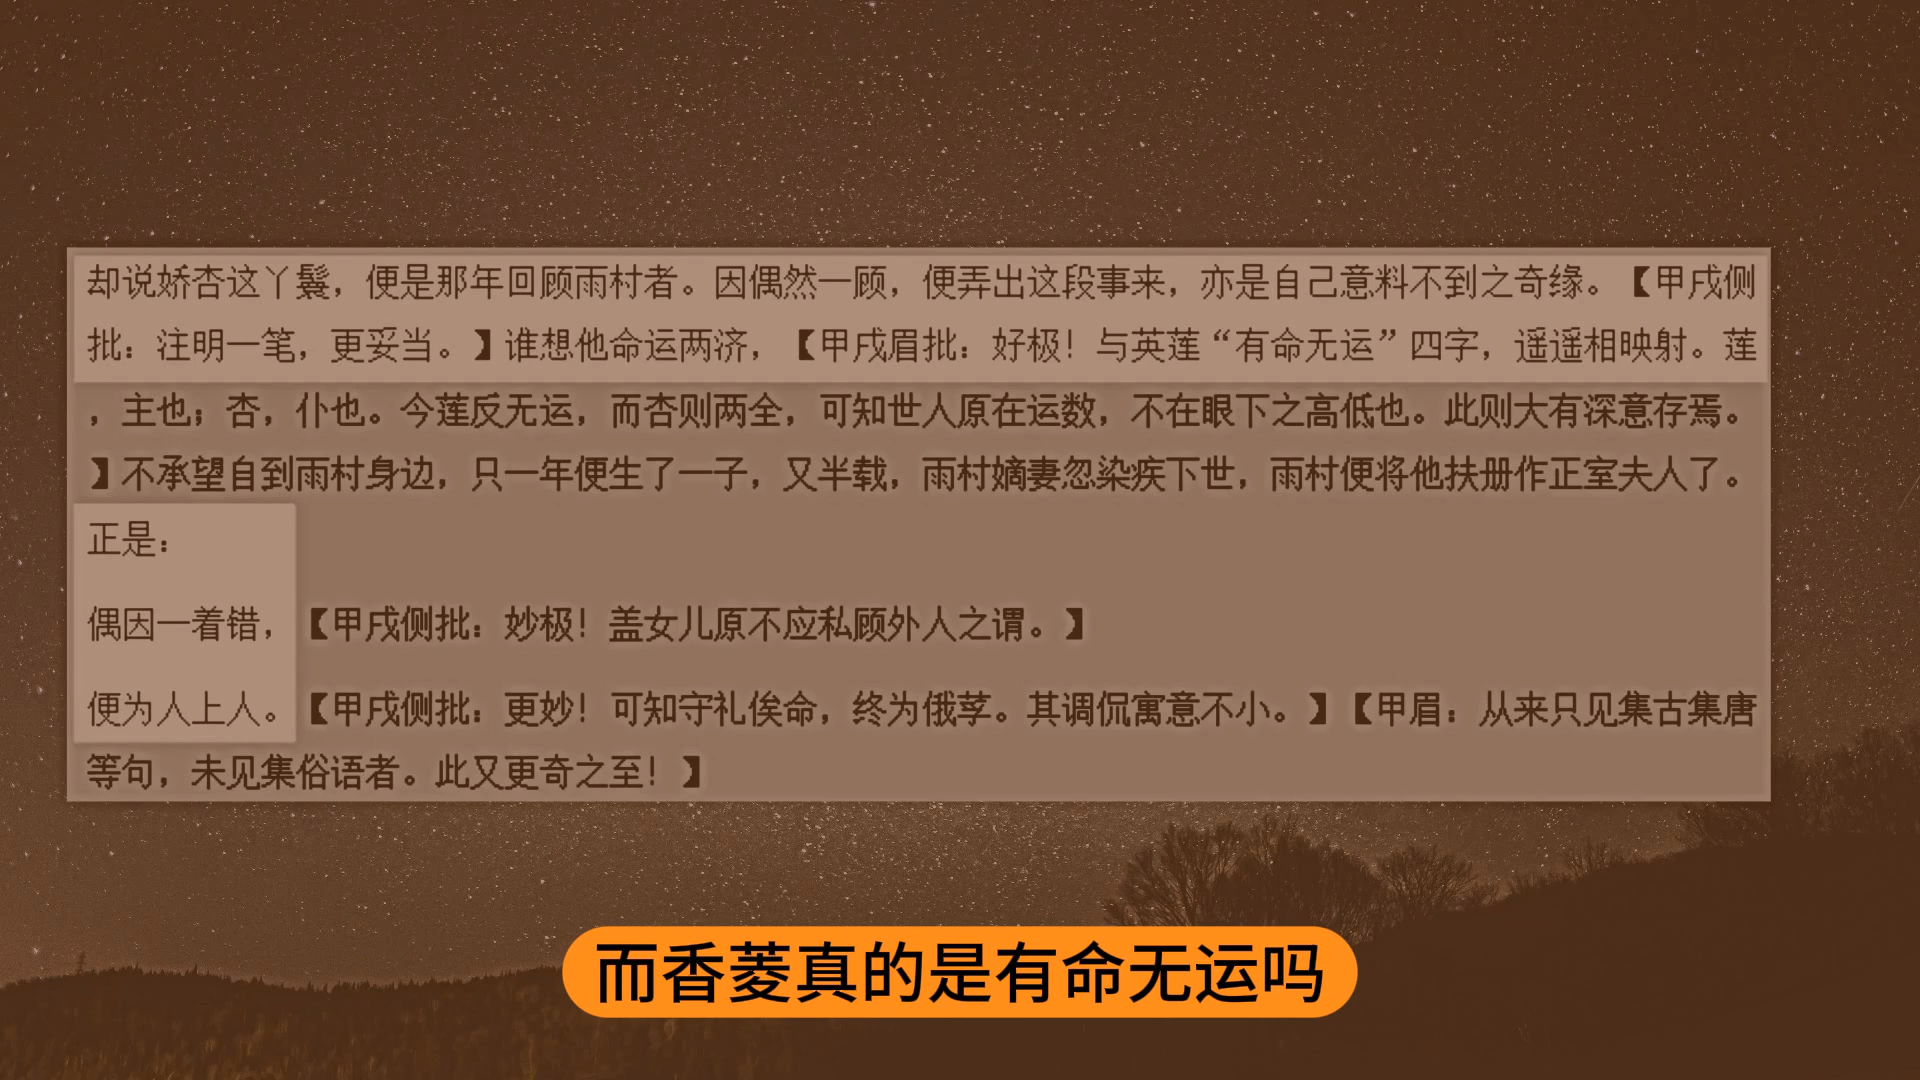 却说娇杏这丫鬟，便是那年回顾雨村者。因偶然一顾，便弄出这段事来，亦是自己意料不到之奇缘。【甲戌侧
批：注明一笔，更妥当。】谁想他命运两济，【甲戌眉批：好极！与英莲“有命无运”四字，遥遥相映射。莲
，主也；杏，仆也。今莲反无运，而杏则两全，可知世人原在运数，不在眼下之高低也。此则大有深意存焉。
】不承望自到雨村身边，只一年便生了一子，又半载，雨村嫡妻忽染疾下世，雨村便将他扶册作正室夫人了。
正是：
偶因一着错，【甲戌侧批：妙极！盖女儿原不应私顾外人之谓。】
便为人上人。【甲戌侧批：更妙！可知守礼俟命，终为俄莩。其调侃寓意不小。】【甲眉：从来只见集古集唐
等句，未见集俗语者。此又更奇之至！】
而香菱真的是有命无运吗